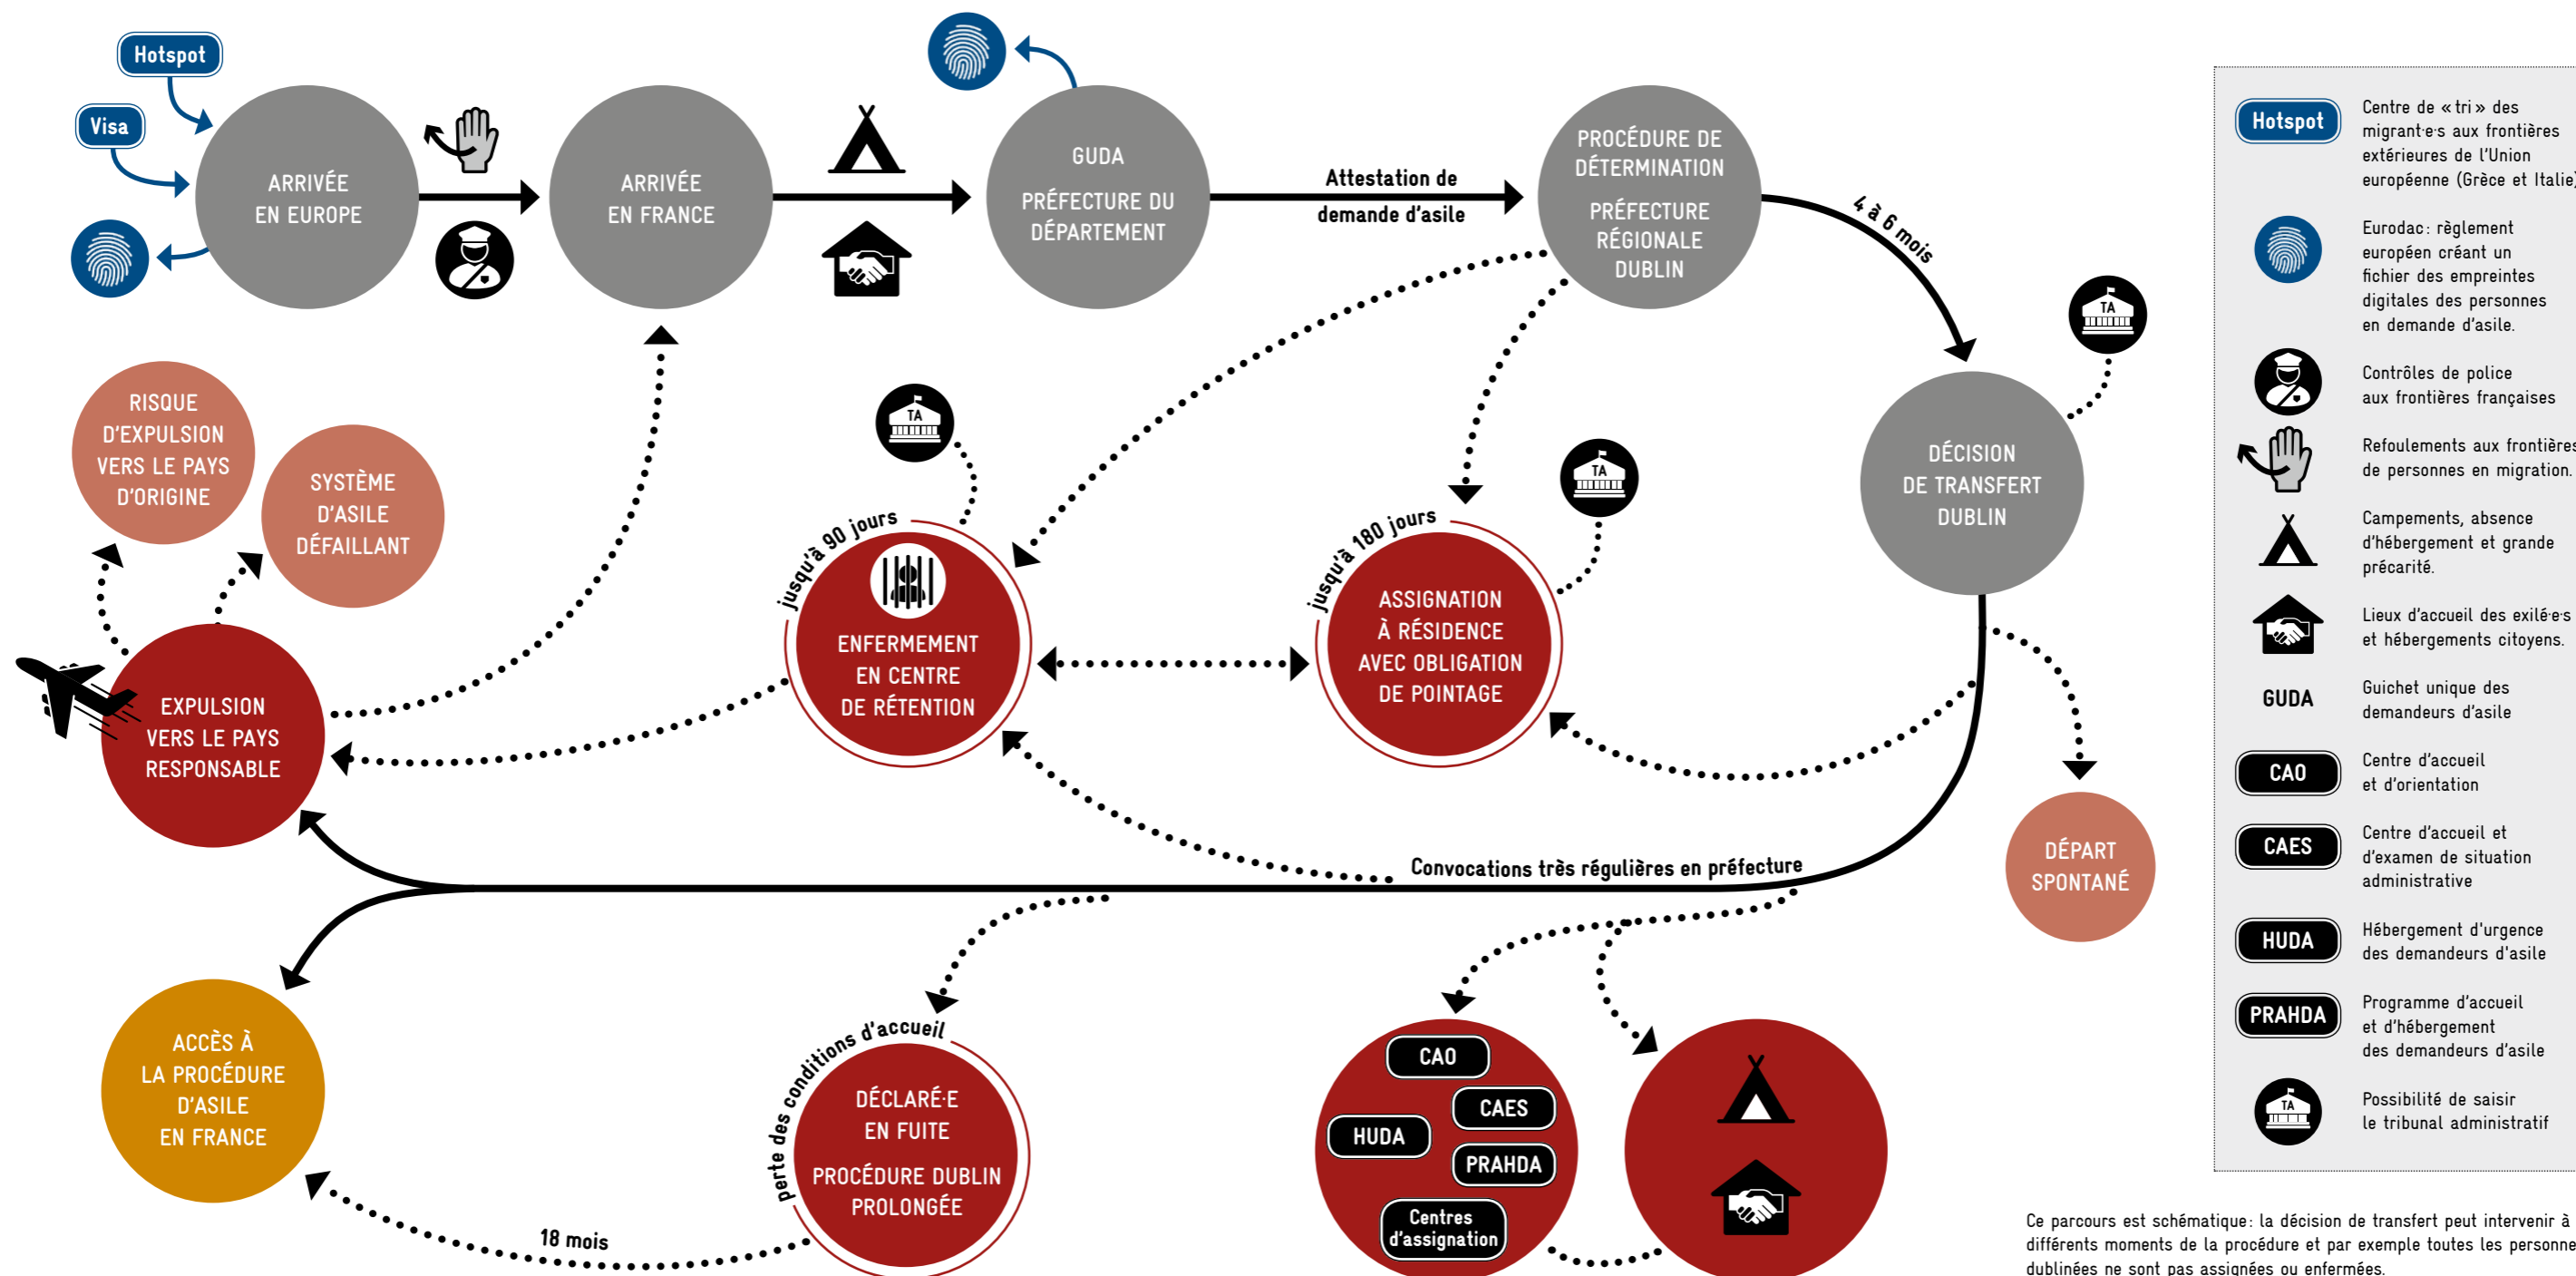 Hotspot
Visa
ARRIVÉE
EN EUROPE
ARRIVÉE
EN FRANCE
GUDA
PRÉFECTURE DU
DÉPARTEMENT
Attestation de
demande d'asile
PROCÉDURE DE
DÉTERMINATION
PRÉFECTURE
RÉGIONALE
DUBLIN
4 à 6 mois
TA
DÉCISION
DE TRANSFERT
DUBLIN
RISQUE
D'EXPULSION
VERS LE PAYS
D'ORIGINE
SYSTÈME
D'ASILE
DÉFAILLANT
TA
jusqu'à 90 jours
ENFERMEMENT
EN CENTRE
DE RÉTENTION
TA
jusqu'à 180 jours
ASSIGNATION
À RÉSIDENCE
AVEC OBLIGATION
DE POINTAGE
EXPULSION
VERS LE PAYS
RESPONSABLE
Convocations très régulières en préfecture
DÉPART
SPONTANÉ
ACCÈS À
LA PROCÉDURE
D'ASILE
EN FRANCE
18 mois
perte des conditions d'accueil
DÉCLARÉ·E
EN FUITE
PROCÉDURE DUBLIN
PROLONGÉE
CAO
CAES
HUDA
PRAHDA
Centres
d'assignation
Hotspot
Centre de « tri » des
migrant·e·s aux frontières
extérieures de l'Union
européenne (Grèce et Italie)
Eurodac : règlement
européen créant un
fichier des empreintes
digitales des personnes
en demande d'asile.
Contrôles de police
aux frontières françaises
Refoulements aux frontières
de personnes en migration.
Campements, absence
d'hébergement et grande
précarité.
Lieux d'accueil des exilé·e·s
et hébergements citoyens.
GUDA
Guichet unique des
demandeurs d'asile
CAO
Centre d'accueil
et d'orientation
CAES
Centre d'accueil et
d'examen de situation
administrative
HUDA
Hébergement d'urgence
des demandeurs d'asile
PRAHDA
Programme d'accueil
et d'hébergement
des demandeurs d'asile
TA
Possibilité de saisir
le tribunal administratif
Ce parcours est schématique : la décision de transfert peut intervenir à
différents moments de la procédure et par exemple toutes les personne
dublinées ne sont pas assignées ou enfermées.